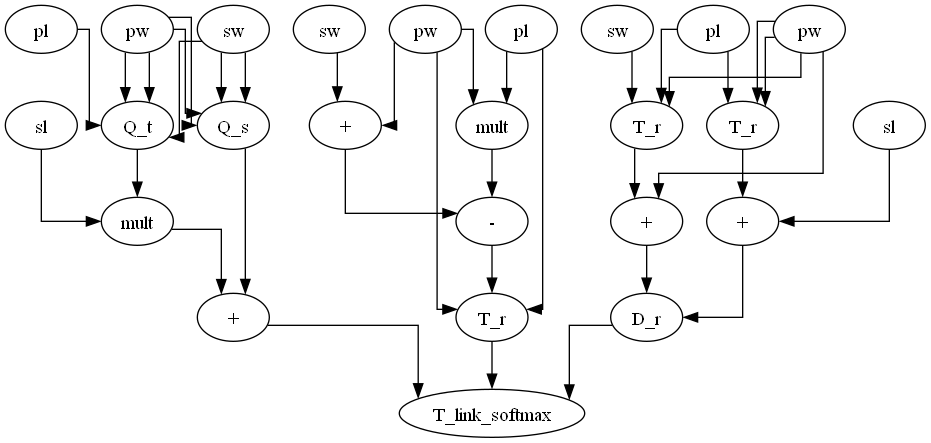 pl pw sw sw pw pl sw pl pw
sl Q_t Q_s + mult T_r T_r sl
mult - + +
+ T_r D_r
T_link_softmax